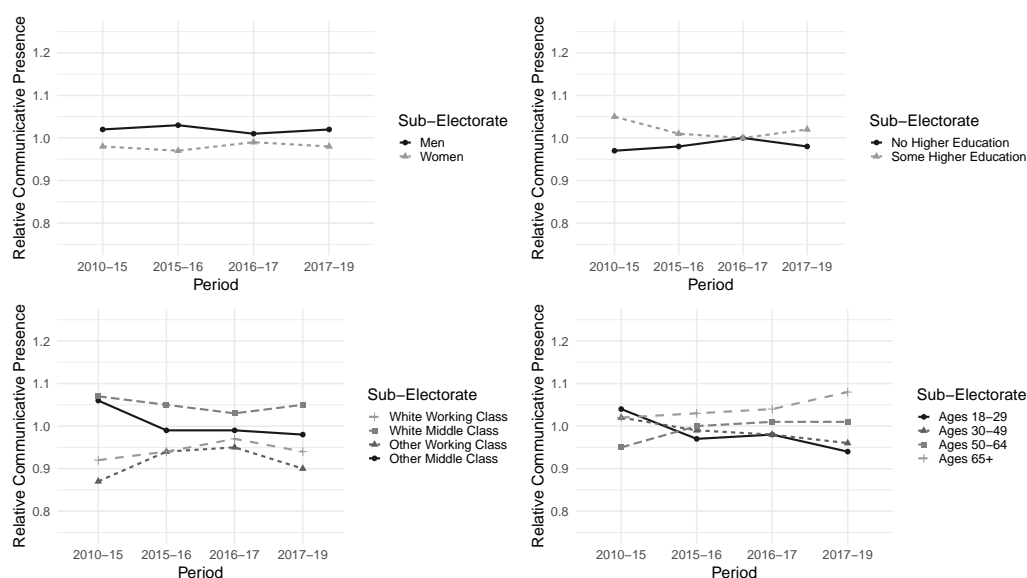 Relative Communicative Presence
1.2
1.1
1.0
0.9
0.8
2010−15
2015−16
2016−17
2017−19
Period
Sub−Electorate
Men
Women
Relative Communicative Presence
1.2
1.1
1.0
0.9
0.8
2010−15
2015−16
2016−17
2017−19
Period
Sub−Electorate
No Higher Education
Some Higher Education
Relative Communicative Presence
1.2
1.1
1.0
0.9
0.8
2010−15
2015−16
2016−17
2017−19
Period
Sub−Electorate
White Working Class
White Middle Class
Other Working Class
Other Middle Class
Relative Communicative Presence
1.2
1.1
1.0
0.9
0.8
2010−15
2015−16
2016−17
2017−19
Period
Sub−Electorate
Ages 18−29
Ages 30−49
Ages 50−64
Ages 65+